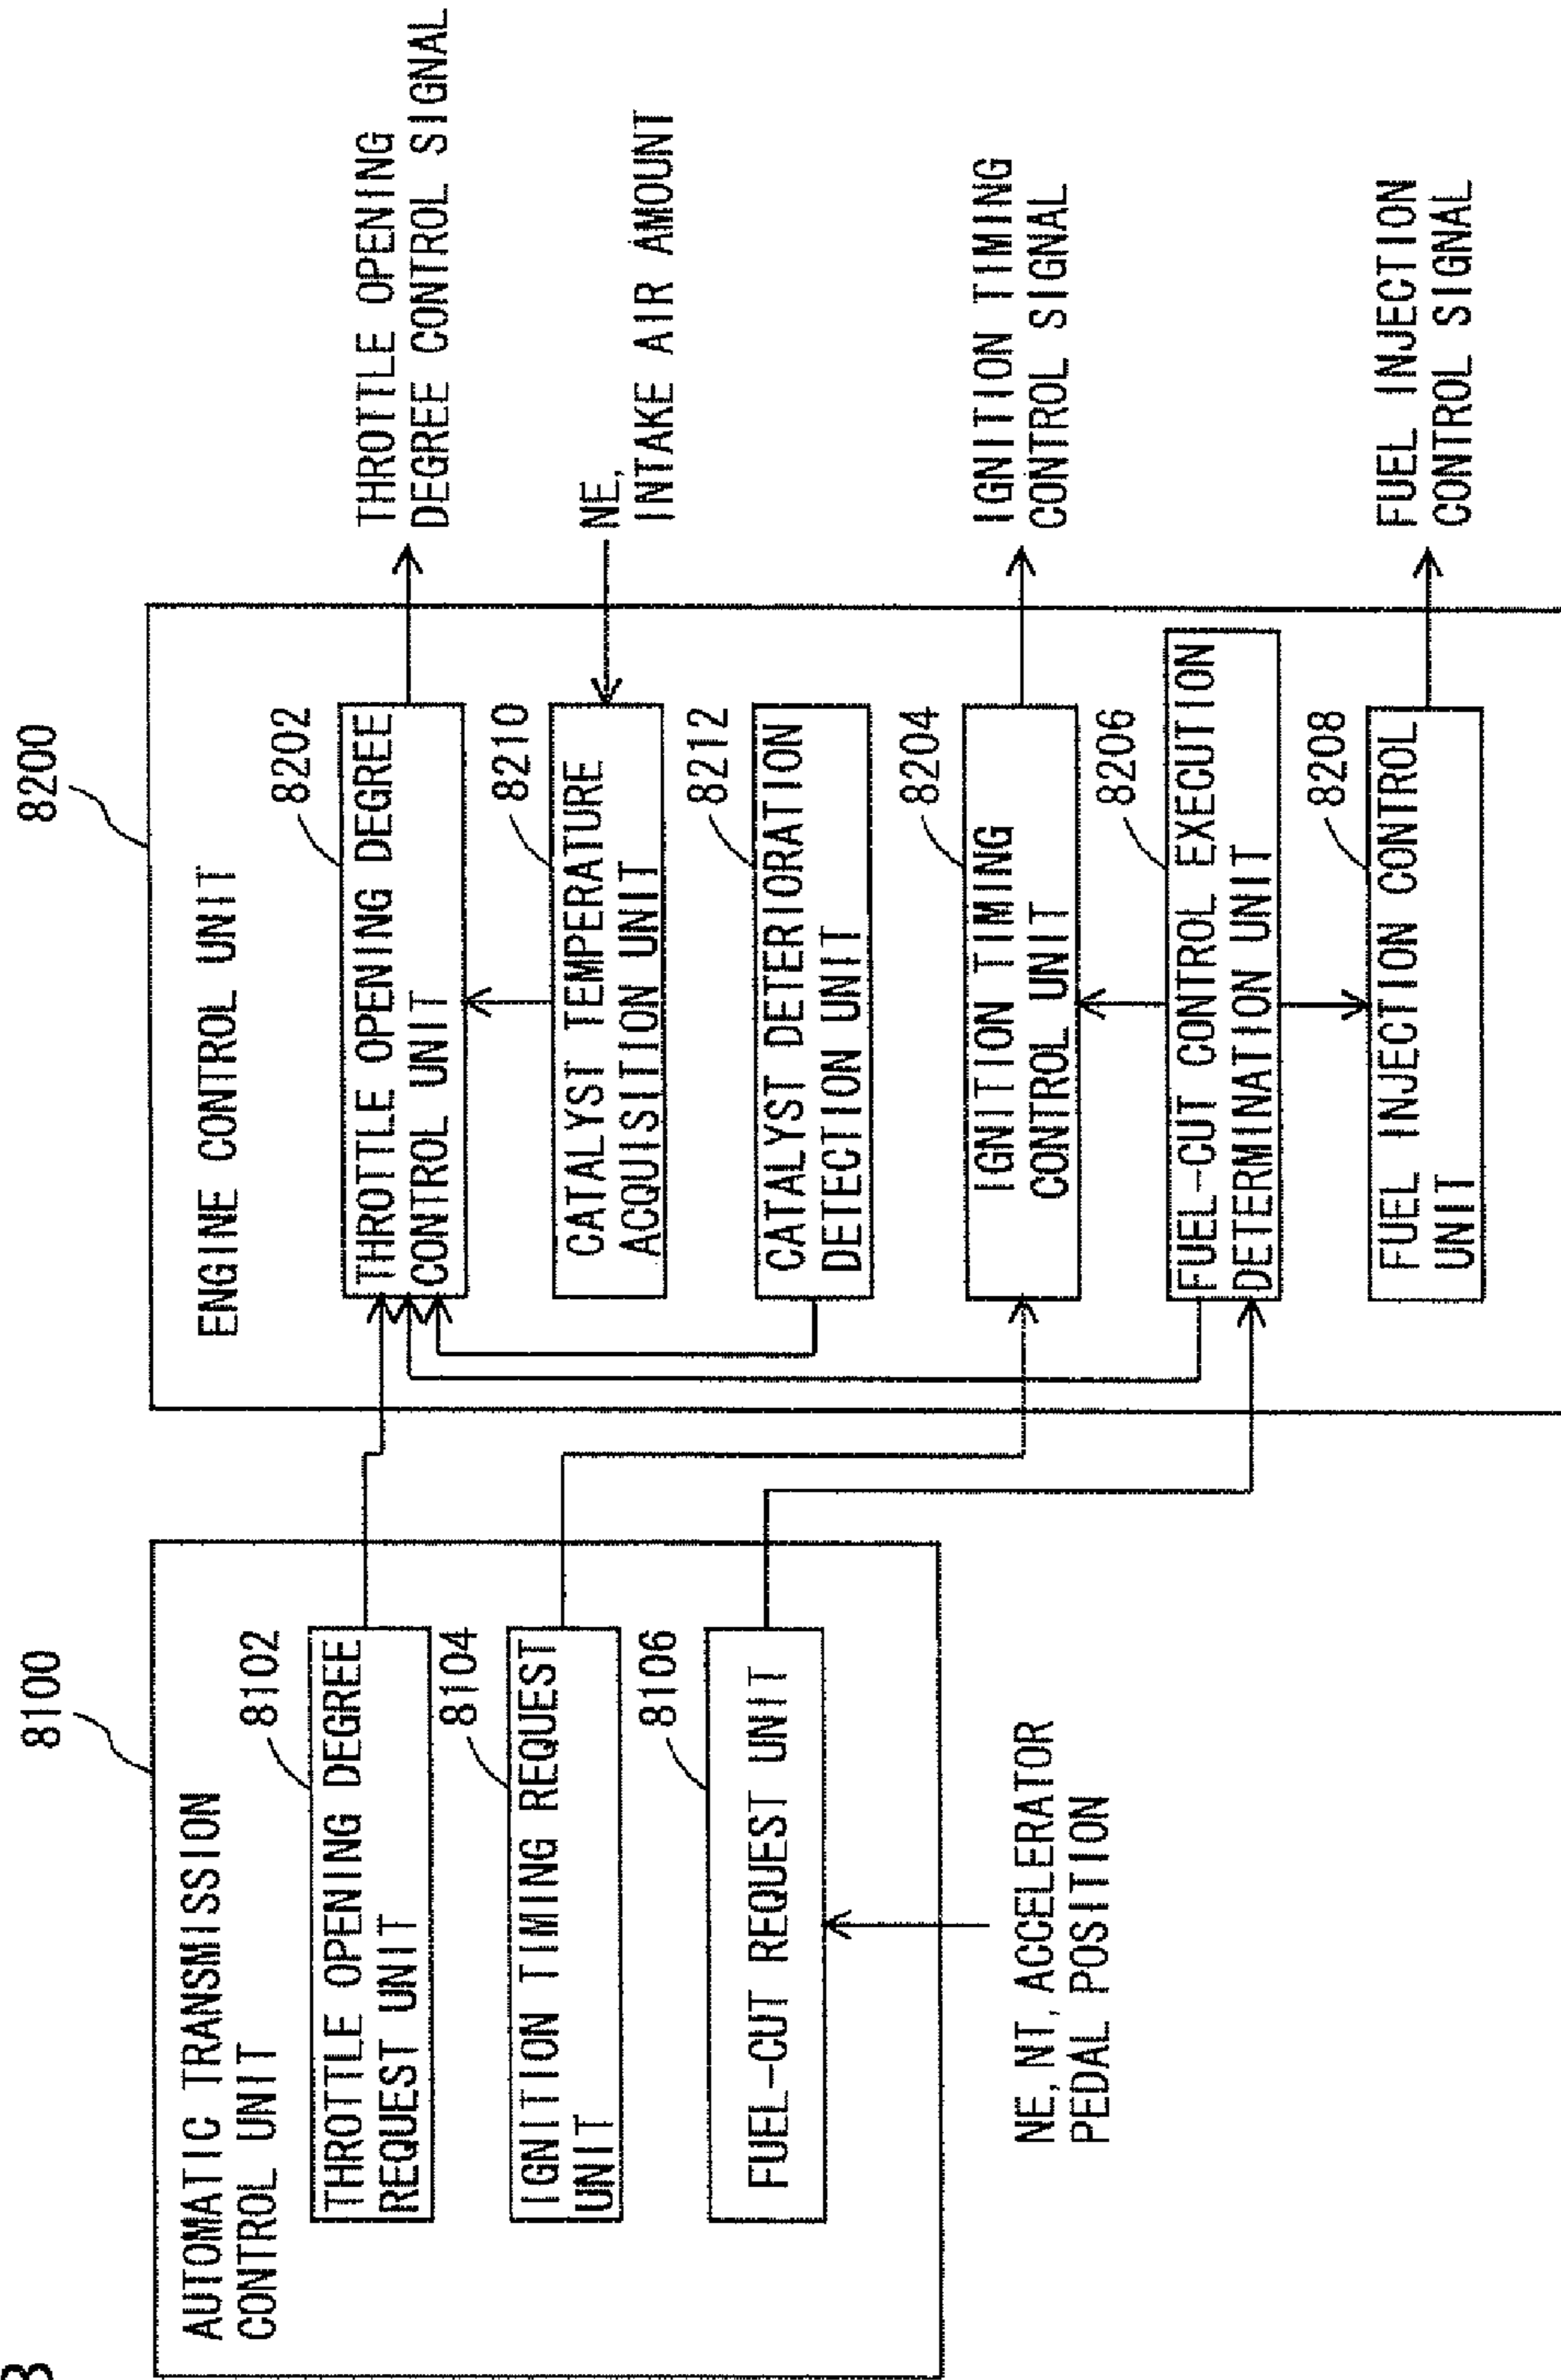 3
8100
AUTOMATIC TRANSMISSION
CONTROL UNIT
8102
THROTTLE OPENING DEGREE
REQUEST UNIT
8104
IGNITION TIMING REQUEST
UNIT
8106
FUEL-CUT REQUEST UNIT
NE, NT, ACCELERATOR
PEDAL POSITION
8200
ENGINE CONTROL UNIT
8202
THROTTLE OPENING DEGREE
CONTROL UNIT
8210
CATALYST TEMPERATURE
ACQUISITION UNIT
8212
CATALYST DETERIORATION
DETECTION UNIT
8204
IGNITION TIMING
CONTROL UNIT
8206
FUEL-CUT CONTROL EXECUTION
DETERMINATION UNIT
8208
FUEL INJECTION CONTROL
UNIT
THROTTLE OPENING
DEGREE CONTROL SIGNAL
NE,
INTAKE AIR AMOUNT
IGNITION TIMING
CONTROL SIGNAL
FUEL INJECTION
CONTROL SIGNAL